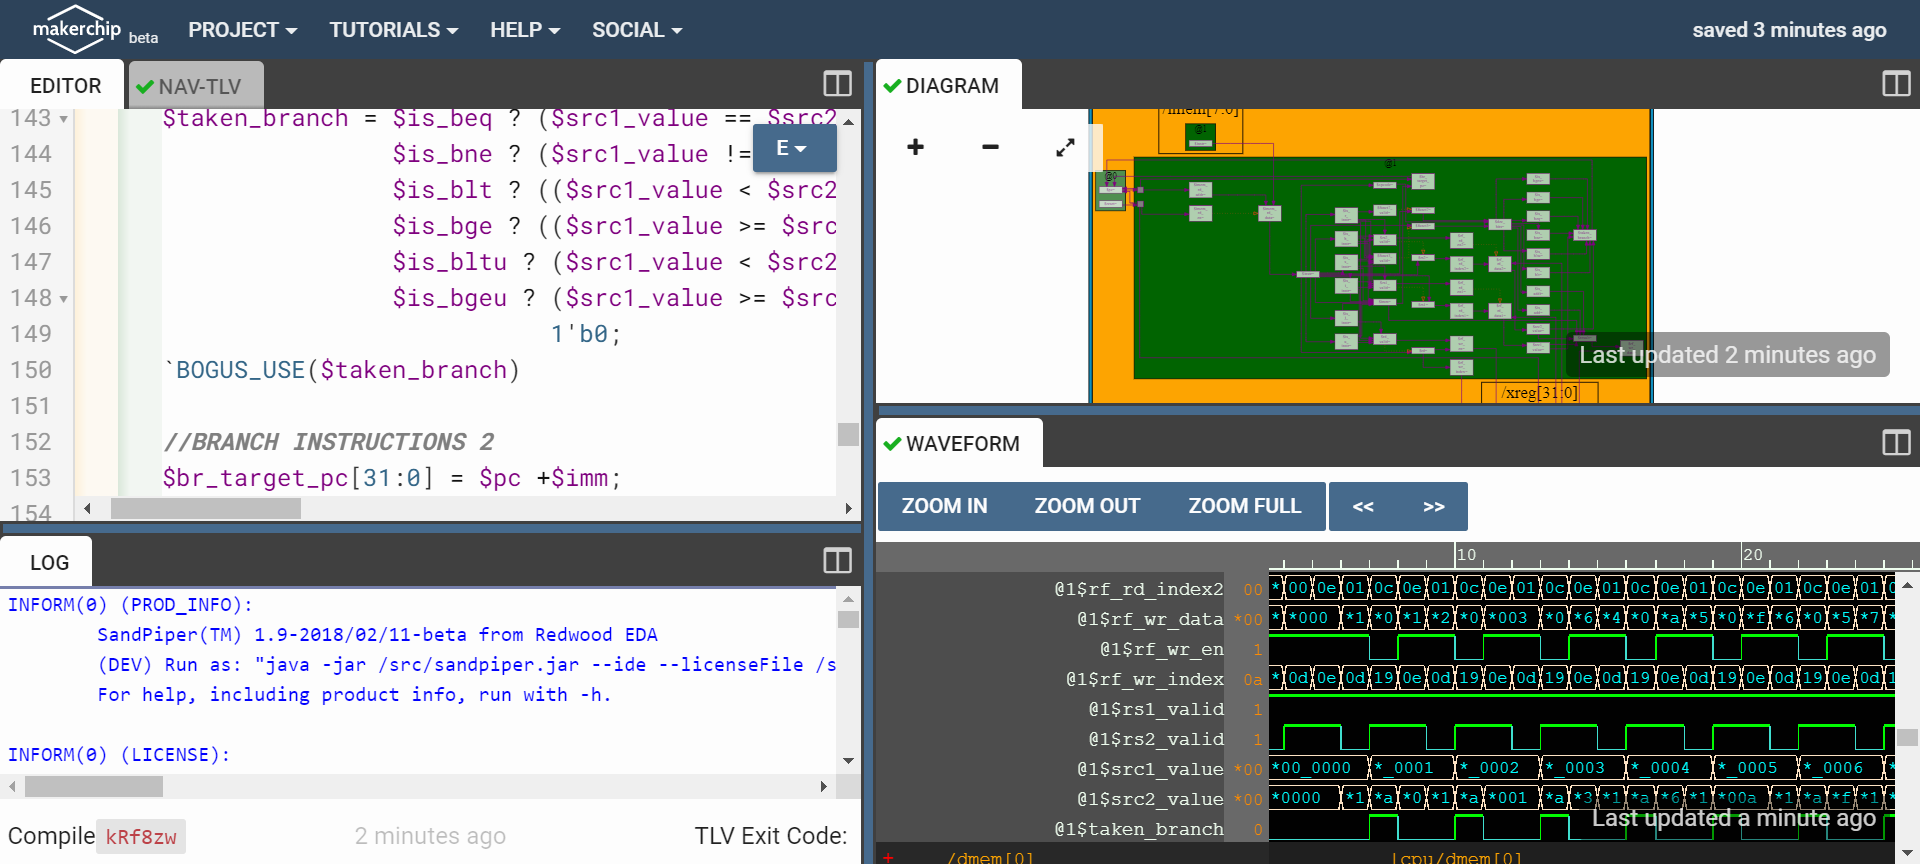 makerchip beta PROJECT TUTORIALS HELP SOCIAL saved 3 minutes ago
EDITOR NAV-TLV
143 $taken_branch = $is_beq ? ($src1_value == $src2
144 $is_bne ? ($src1_value !=
E
145 $is_blt ? (($src1_value < $src2
146 $is_bge ? (($src1_value >= $src
147 $is_bltu ? ($src1_value < $src2
148 $is_bgeu ? ($src1_value >= $src
149 1'b0;
150 `BOGUS_USE($taken_branch)
151
152 //BRANCH INSTRUCTIONS 2
153 $br_target_pc[31:0] = $pc +$imm;
154
LOG
INFORM(0) (PROD_INFO):
SandPiper(TM) 1.9-2018/02/11-beta from Redwood EDA
(DEV) Run as: "java -jar /src/sandpiper.jar --ide --licenseFile /s
For help, including product info, run with -h.
INFORM(0) (LICENSE):
Compile kRf8zw 2 minutes ago TLV Exit Code:
DIAGRAM
+ −
/imem[7:0]
@1
@0
@1
Last updated 2 minutes ago
/xreg[31:0]
WAVEFORM
ZOOM IN ZOOM OUT ZOOM FULL << >>
10 20
@1$rf_rd_index2 00 * 00 0e 01 0c 0e 01 0c 0e 01 0c 0e 01 0c 0e 01 0c 0e 01 0c 0e 01
@1$rf_wr_data *00 * *000 *1 *0 *1 *2 *0 *003 *0 *6 *4 *0 *a *5 *0 *f *6 *0 *5 *7 *
@1$rf_wr_en 1
@1$rf_wr_index 0a * 0d 0e 0d 19 0e 0d 19 0e 0d 19 0e 0d 19 0e 0d 19 0e 0d 19 0e 0d 1
@1$rs1_valid 1
@1$rs2_valid 1
@1$src1_value *00 *00_0000 *_0001 *_0002 *_0003 *_0004 *_0005 *_0006 *
@1$src2_value *00 *0000 *1 *a *0 *1 *a *001 *a *3 *1 *a *6 *1 *00a *1 *a *f *1 *
@1$taken_branch 0
Last updated a minute ago
+ /dmem[0] |cpu/dmem[0]